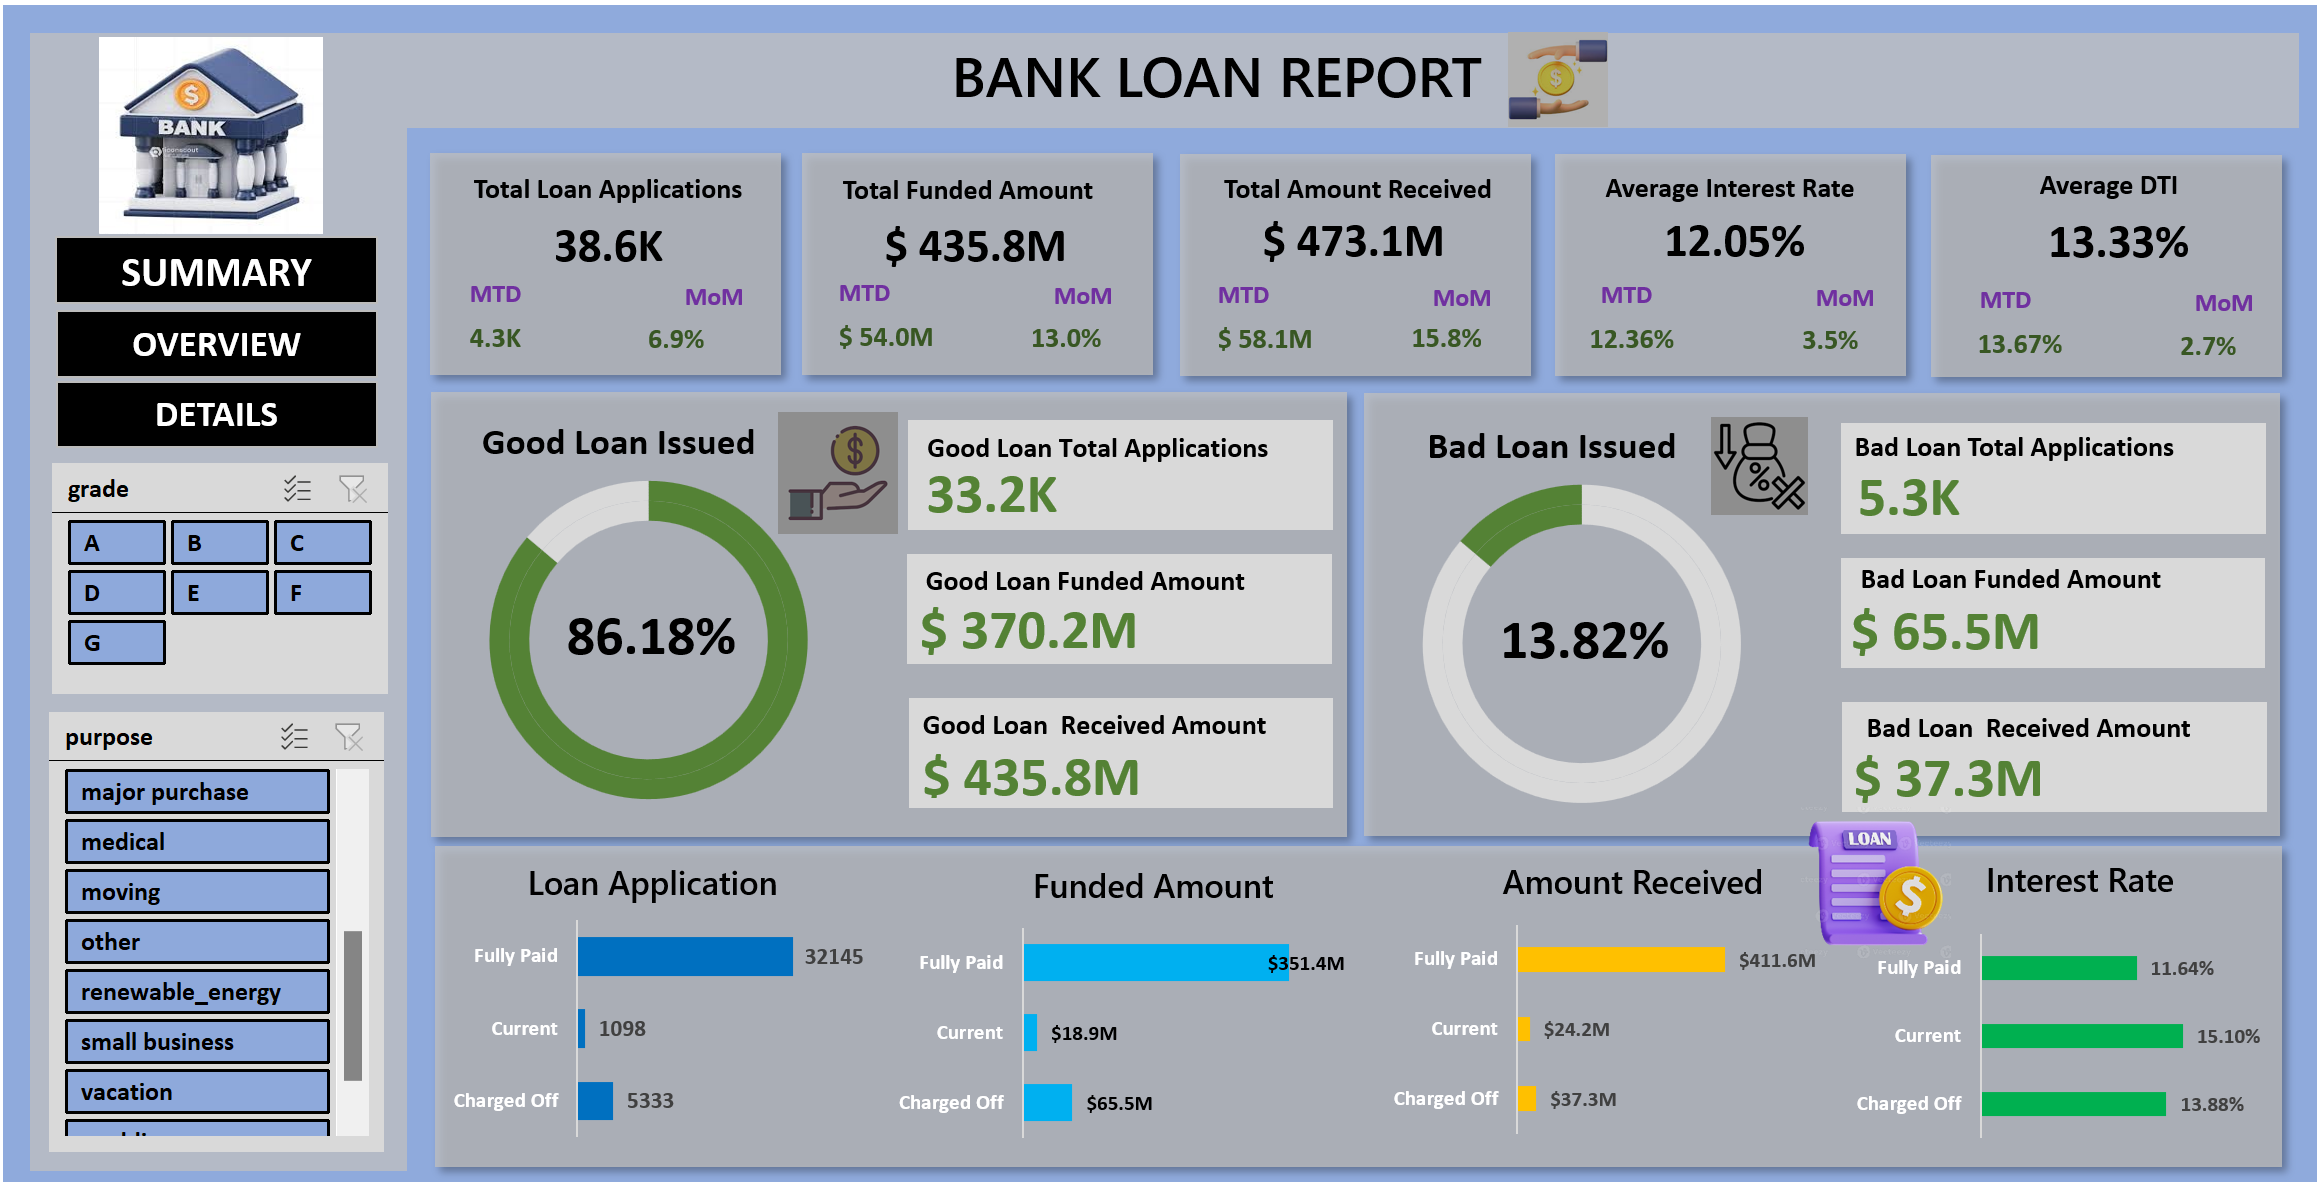 BANK LOAN REPORT
BANK
SUMMARY
OVERVIEW
DETAILS
grade
A B C
D E F
G
purpose
major purchase
medical
moving
other
renewable_energy
small business
vacation
Total Loan Applications
38.6K
MTD MoM
4.3K 6.9%
Total Funded Amount
$ 435.8M
MTD MoM
$ 54.0M 13.0%
Total Amount Received
$ 473.1M
MTD MoM
$ 58.1M 15.8%
Average Interest Rate
12.05%
MTD MoM
12.36% 3.5%
Average DTI
13.33%
MTD MoM
13.67% 2.7%
Good Loan Issued
86.18%
Good Loan Total Applications
33.2K
Good Loan Funded Amount
$ 370.2M
Good Loan  Received Amount
$ 435.8M
Bad Loan Issued
13.82%
Bad Loan Total Applications
5.3K
Bad Loan Funded Amount
$ 65.5M
Bad Loan  Received Amount
$ 37.3M
Loan Application
Fully Paid 32145
Current 1098
Charged Off 5333
Funded Amount
Fully Paid $351.4M
Current $18.9M
Charged Off $65.5M
Amount Received
Fully Paid $411.6M
Current $24.2M
Charged Off $37.3M
LOAN
Interest Rate
Fully Paid 11.64%
Current 15.10%
Charged Off 13.88%